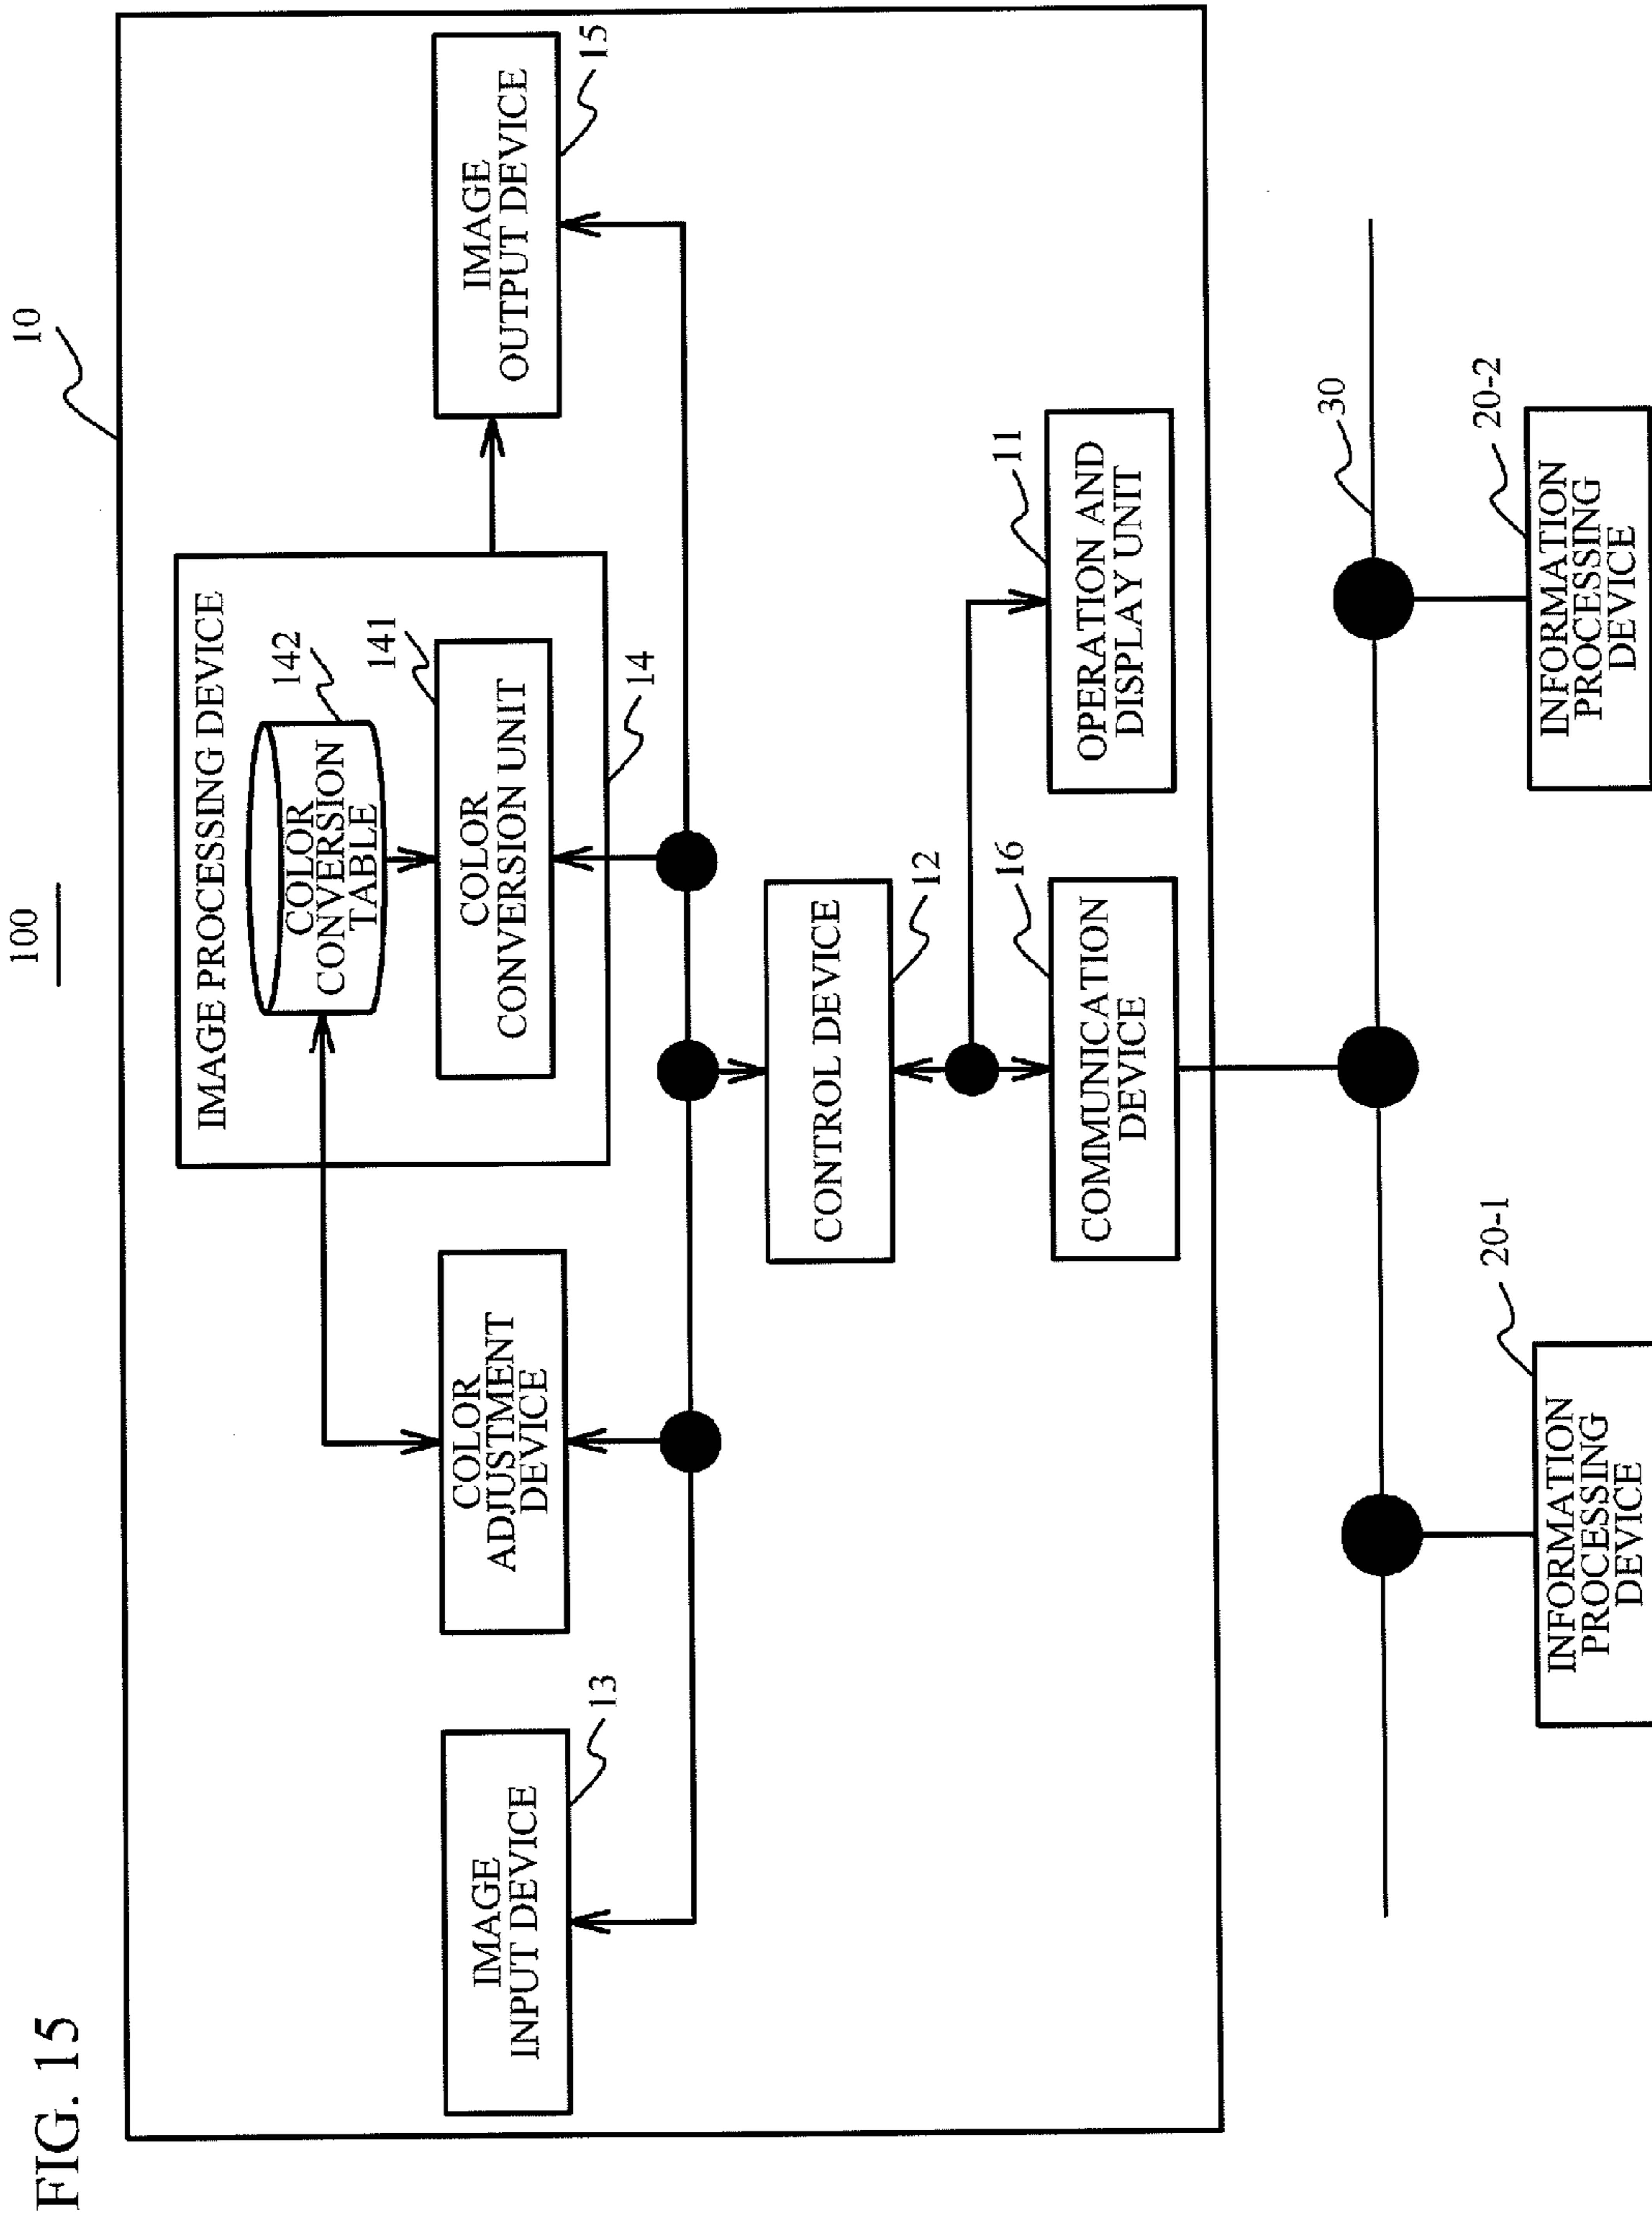 FIG. 15
100
10
IMAGE PROCESSING DEVICE
142
COLOR
CONVERSION
TABLE
141
COLOR
CONVERSION UNIT
14
IMAGE
INPUT DEVICE
13
COLOR
ADJUSTMENT
DEVICE
IMAGE
OUTPUT DEVICE
15
CONTROL DEVICE
12
16
COMMUNICATION
DEVICE
11
OPERATION AND
DISPLAY UNIT
30
20-1
INFORMATION
PROCESSING
DEVICE
20-2
INFORMATION
PROCESSING
DEVICE